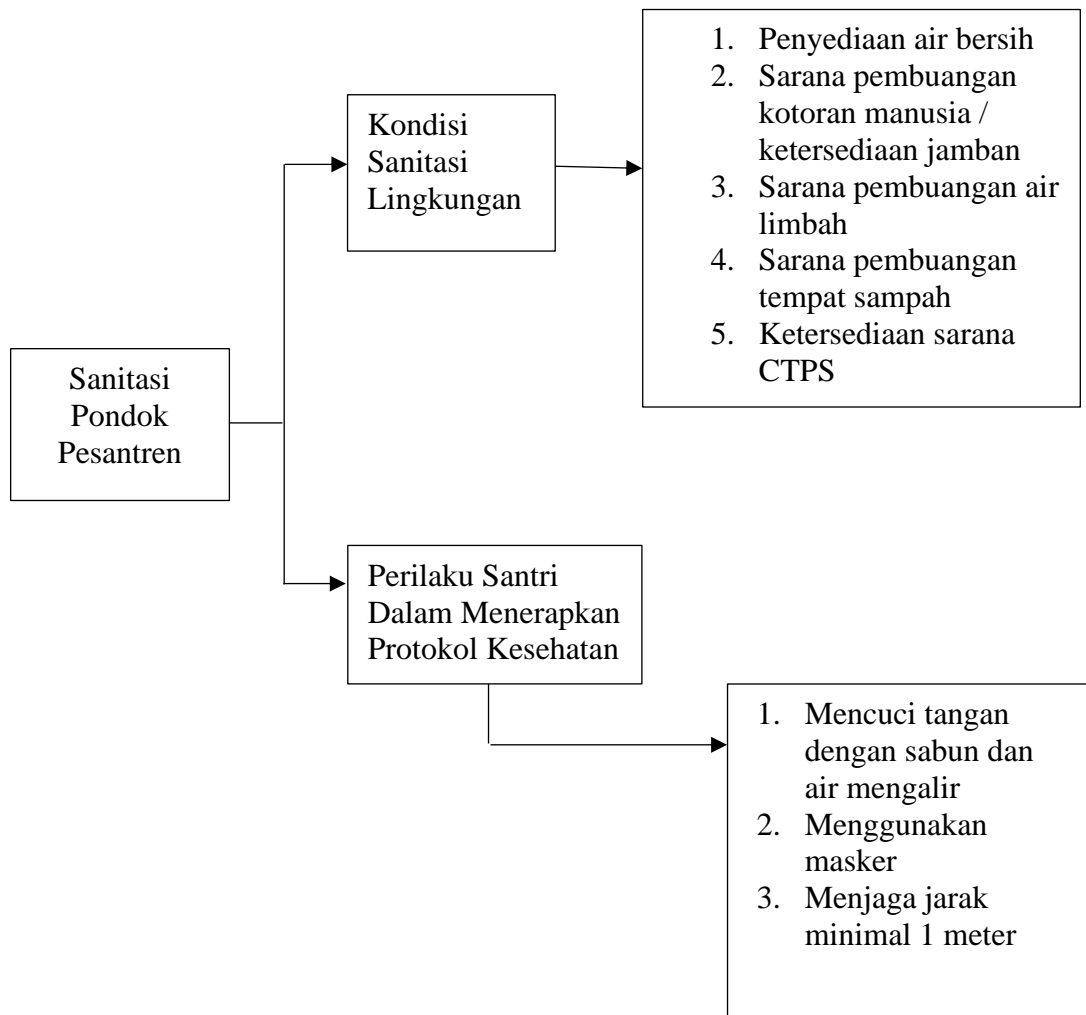 Sanitasi
Pondok
Pesantren
Kondisi
Sanitasi
Lingkungan
1. Penyediaan air bersih
2. Sarana pembuangan
kotoran manusia /
ketersediaan jamban
3. Sarana pembuangan air
limbah
4. Sarana pembuangan
tempat sampah
5. Ketersediaan sarana
CTPS
Perilaku Santri
Dalam Menerapkan
Protokol Kesehatan
1. Mencuci tangan
dengan sabun dan
air mengalir
2. Menggunakan
masker
3. Menjaga jarak
minimal 1 meter